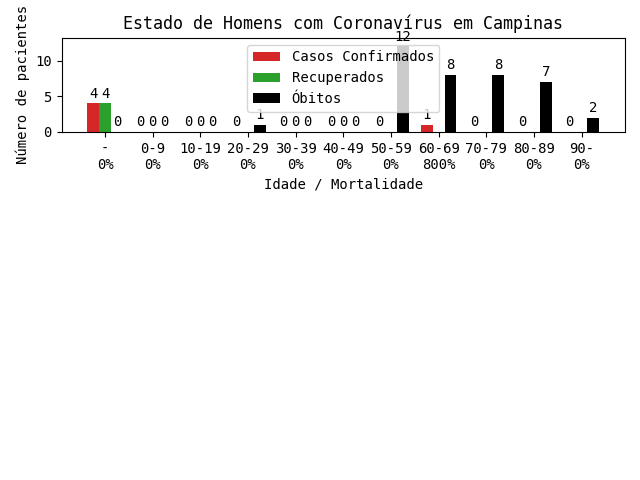 Estado de Homens com Coronavírus em Campinas
Número de pacientes
10
5
0
Casos Confirmados
Recuperados
Óbitos
4 4 0 0 0 0 0 0 0 0 1 0 0 0 0 0 0 0 12 1 8 0 8 0 7 0 2
- 0-9 10-19 20-29 30-39 40-49 50-59 60-69 70-79 80-89 90-
0% 0% 0% 0% 0% 0% 0% 800% 0% 0% 0%
Idade / Mortalidade